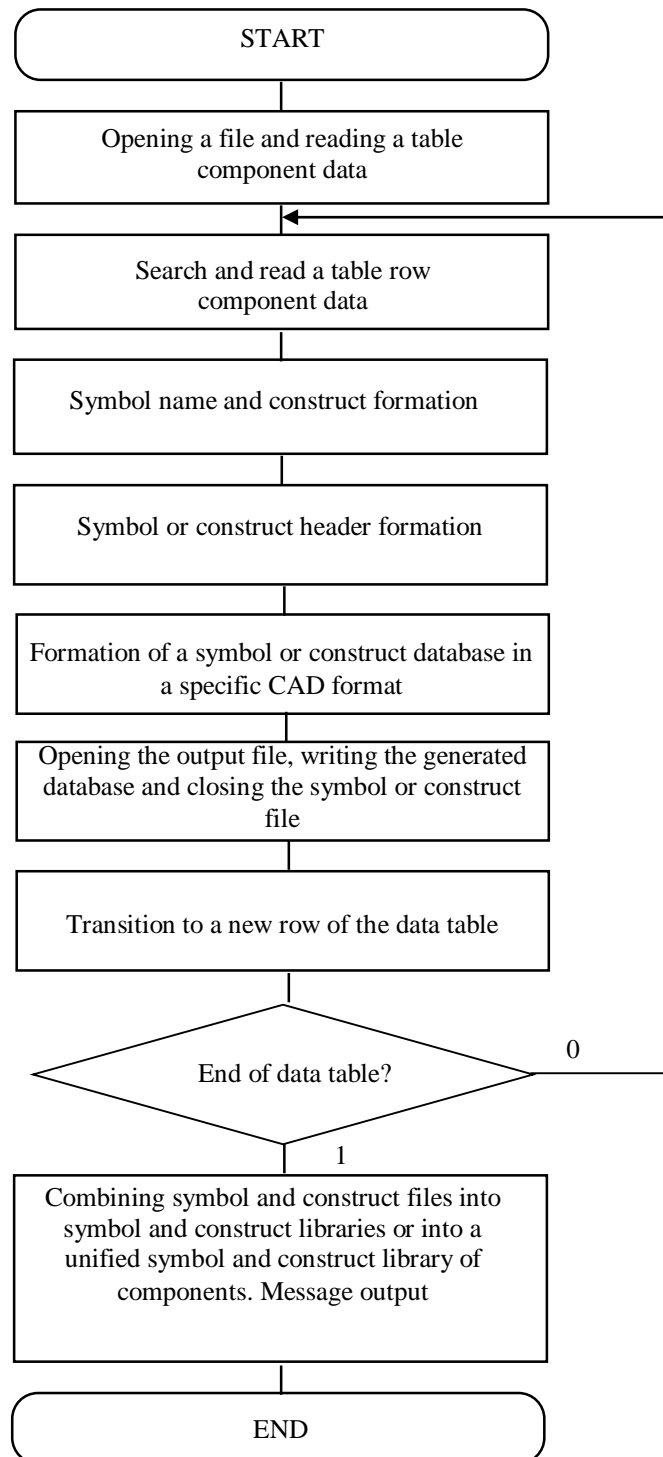 START
Opening a file and reading a table
component data
Search and read a table row
component data
Symbol name and construct formation
Symbol or construct header formation
Formation of a symbol or construct database in
a specific CAD format
Opening the output file, writing the generated
database and closing the symbol or construct
file
Transition to a new row of the data table
End of data table?
0
1
Combining symbol and construct files into
symbol and construct libraries or into a
unified symbol and construct library of
components. Message output
END